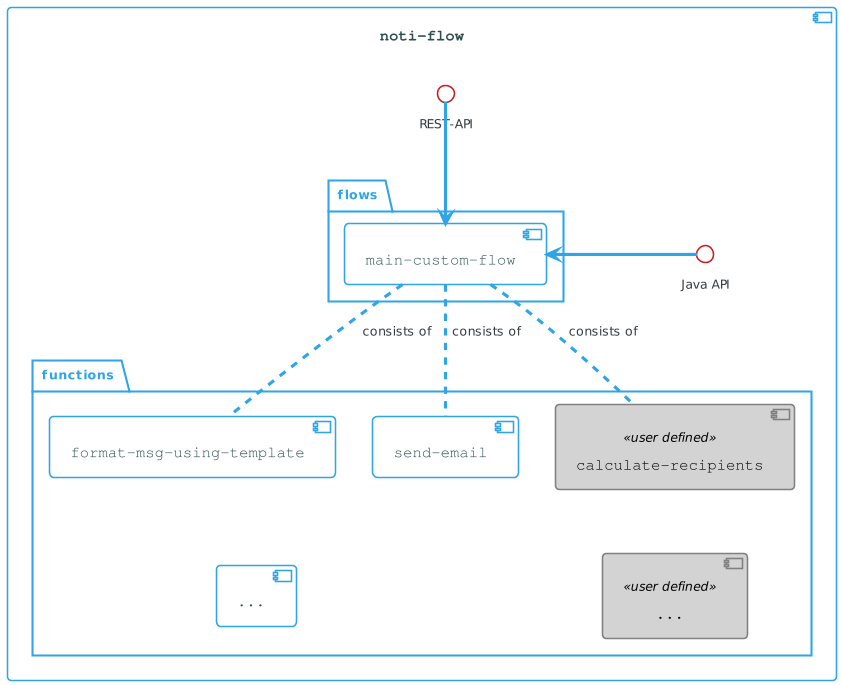 noti-flow
REST-API
flows
main-custom-flow
Java API
consists of
consists of
consists of
functions
format-msg-using-template
send-email
«user defined»
calculate-recipients
...
«user defined»
...